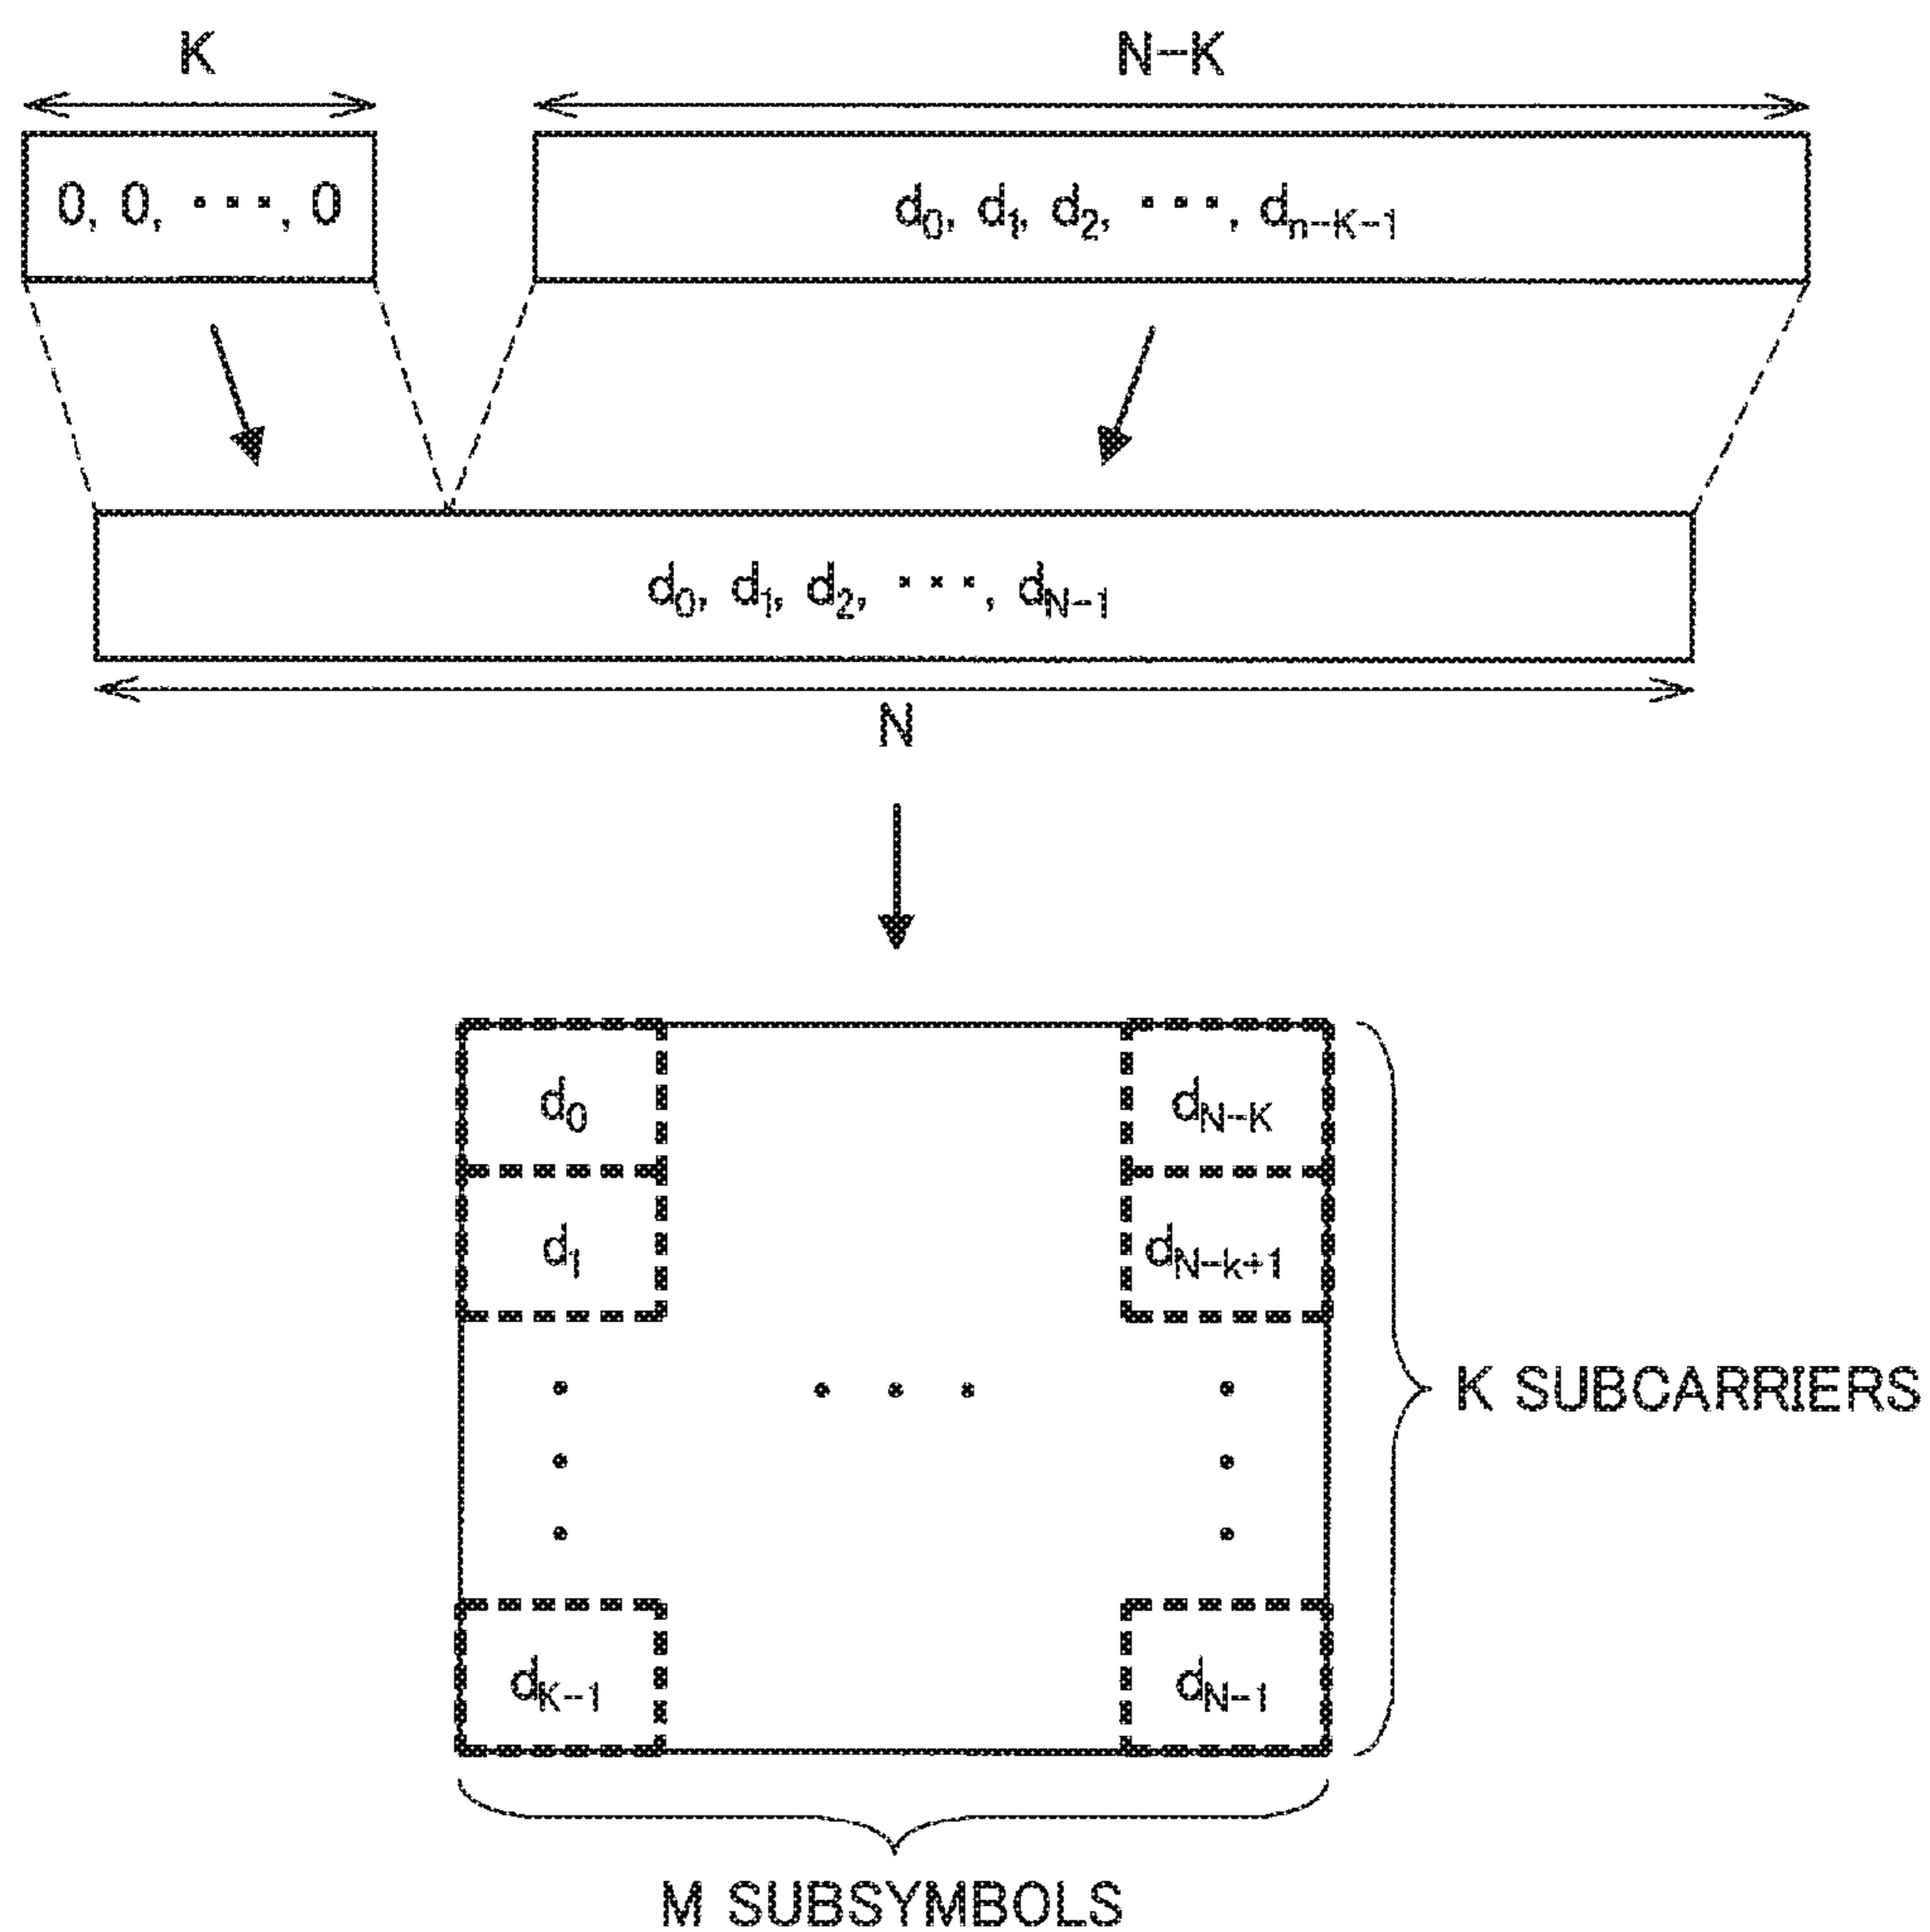 K
N-K
0, 0, ･･･, 0
d0, d1, d2, ･･･, dn-K-1
d0, d1, d2, ･･･, dN-1
N
d0
dN-K
d1
dN-k+1
K SUBCARRIERS
dK-1
dN-1
M SUBSYMBOLS